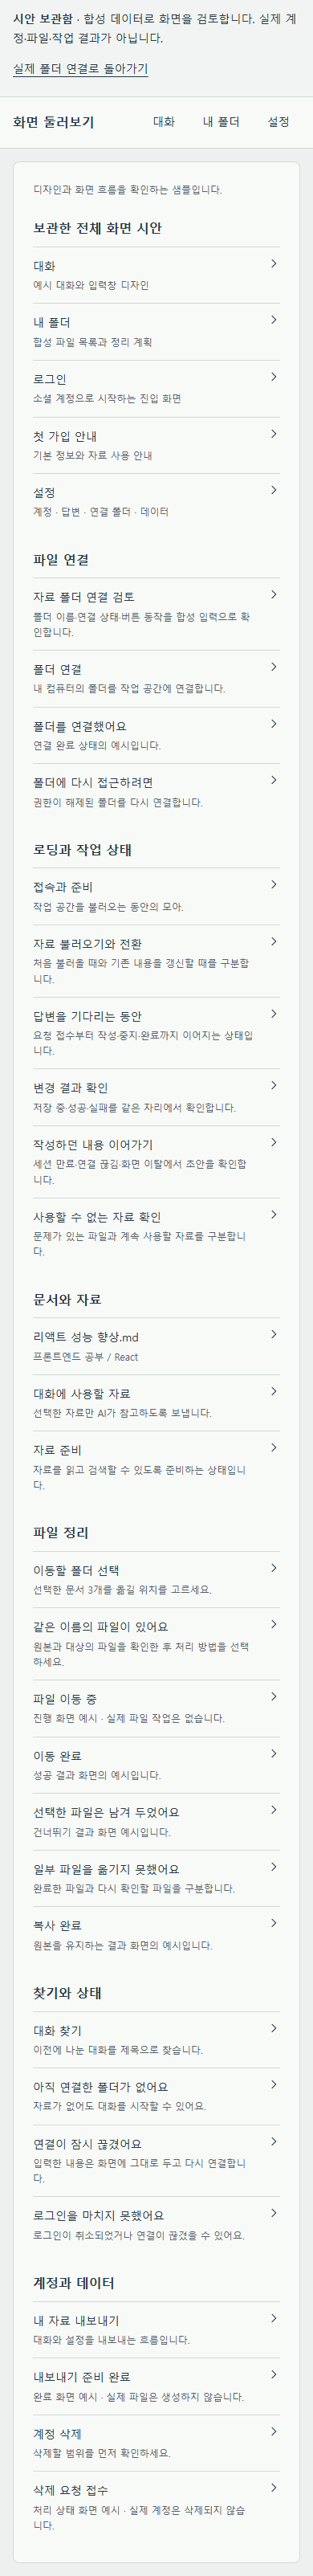 시안 보관함 · 합성 데이터로 화면을 검토합니다. 실제 계
정·파일·작업 결과가 아닙니다.
실제 폴더 연결로 돌아가기
화면 둘러보기
대화
내 폴더
설정
디자인과 화면 흐름을 확인하는 샘플입니다.
보관한 전체 화면 시안
대화
예시 대화와 입력창 디자인
내 폴더
합성 파일 목록과 정리 계획
로그인
소셜 계정으로 시작하는 진입 화면
첫 가입 안내
기본 정보와 자료 사용 안내
설정
계정 · 답변 · 연결 폴더 · 데이터
파일 연결
자료 폴더 연결 검토
폴더 이름·연결 상태·버튼 동작을 합성 입력으로 확
인합니다.
폴더 연결
내 컴퓨터의 폴더를 작업 공간에 연결합니다.
폴더를 연결했어요
연결 완료 상태의 예시입니다.
폴더에 다시 접근하려면
권한이 해제된 폴더를 다시 연결합니다.
로딩과 작업 상태
접속과 준비
작업 공간을 불러오는 동안의 모아.
자료 불러오기와 전환
처음 불러올 때와 기존 내용을 갱신할 때를 구분합
니다.
답변을 기다리는 동안
요청 접수부터 작성·중지·완료까지 이어지는 상태입
니다.
변경 결과 확인
저장 중·성공·실패를 같은 자리에서 확인합니다.
작성하던 내용 이어가기
세션 만료·연결 끊김·화면 이탈에서 초안을 확인합
니다.
사용할 수 없는 자료 확인
문제가 있는 파일과 계속 사용할 자료를 구분합니
다.
문서와 자료
리액트 성능 향상.md
프론트엔드 공부 / React
대화에 사용할 자료
선택한 자료만 AI가 참고하도록 보냅니다.
자료 준비
자료를 읽고 검색할 수 있도록 준비하는 상태입니
다.
파일 정리
이동할 폴더 선택
선택한 문서 3개를 옮길 위치를 고르세요.
같은 이름의 파일이 있어요
원본과 대상의 파일을 확인한 후 처리 방법을 선택
하세요.
파일 이동 중
진행 화면 예시 · 실제 파일 작업은 없습니다.
이동 완료
성공 결과 화면의 예시입니다.
선택한 파일은 남겨 두었어요
건너뛰기 결과 화면 예시입니다.
일부 파일을 옮기지 못했어요
완료한 파일과 다시 확인할 파일을 구분합니다.
복사 완료
원본을 유지하는 결과 화면의 예시입니다.
찾기와 상태
대화 찾기
이전에 나눈 대화를 제목으로 찾습니다.
아직 연결한 폴더가 없어요
자료가 없어도 대화를 시작할 수 있어요.
연결이 잠시 끊겼어요
입력한 내용은 화면에 그대로 두고 다시 연결합니
다.
로그인을 마치지 못했어요
로그인이 취소되었거나 연결이 끊겼을 수 있어요.
계정과 데이터
내 자료 내보내기
대화와 설정을 내보내는 흐름입니다.
내보내기 준비 완료
완료 화면 예시 · 실제 파일은 생성하지 않습니다.
계정 삭제
삭제할 범위를 먼저 확인하세요.
삭제 요청 접수
처리 상태 화면 예시 · 실제 계정은 삭제되지 않습
니다.